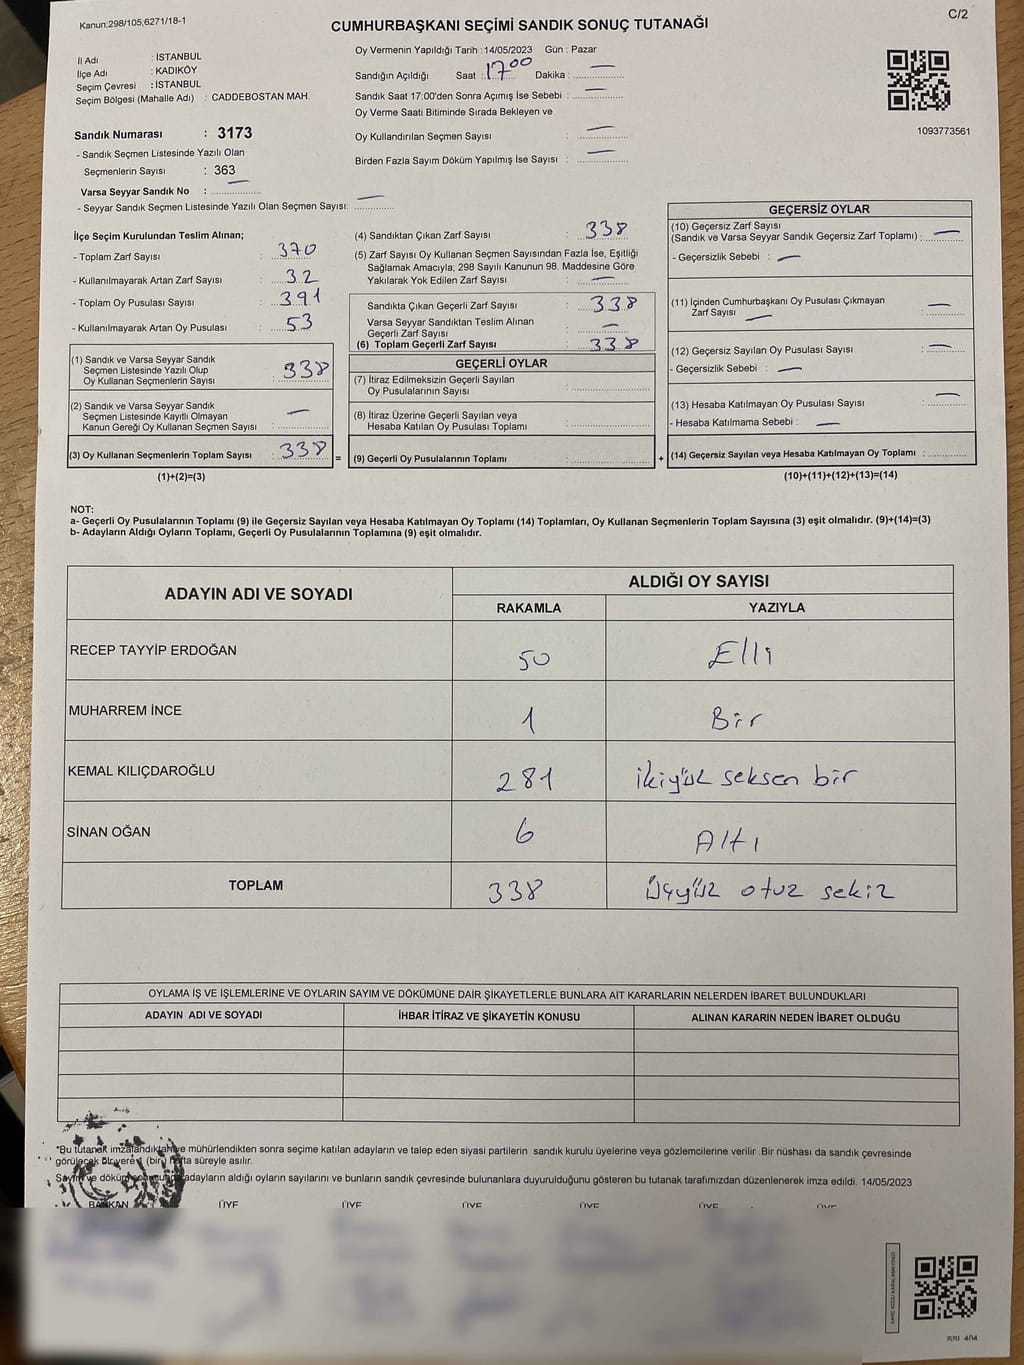 Kanun:298/105,6271/18-1
C/2
CUMHURBAŞKANI SEÇİMİ SANDIK SONUÇ TUTANAĞI
İl Adı : İSTANBUL
İlçe Adı : KADIKÖY
Seçim Çevresi : İSTANBUL
Seçim Bölgesi (Mahalle Adı) : CADDEBOSTAN MAH.
Sandık Numarası : 3173
- Sandık Seçmen Listesinde Yazılı Olan
Seçmenlerin Sayısı : 363
Varsa Seyyar Sandık No : —
- Seyyar Sandık Seçmen Listesinde Yazılı Olan Seçmen Sayısı: —
Oy Vermenin Yapıldığı Tarih :14/05/2023 Gün : Pazar
Sandığın Açıldığı Saat : 17 00 Dakika : —
Sandık Saat 17:00'den Sonra Açımış İse Sebebi : —
Oy Verme Saati Bitiminde Sırada Bekleyen ve
Oy Kullandırılan Seçmen Sayısı : —
Birden Fazla Sayım Döküm Yapılmış İse Sayısı : —
1093773561
İlçe Seçim Kurulundan Teslim Alınan;
- Toplam Zarf Sayısı : 370
- Kullanılmayarak Artan Zarf Sayısı : 32
- Toplam Oy Pusulası Sayısı : 391
- Kullanılmayarak Artan Oy Pusulası : 53
(1) Sandık ve Varsa Seyyar Sandık
Seçmen Listesinde Yazılı Olup
Oy Kullanan Seçmenlerin Sayısı : 338
(2) Sandık ve Varsa Seyyar Sandık
Seçmen Listesinde Kayıtlı Olmayan
Kanun Gereği Oy Kullanan Seçmen Sayısı : —
(3) Oy Kullanan Seçmenlerin Toplam Sayısı : 338
(1)+(2)=(3)
(4) Sandıktan Çıkan Zarf Sayısı : 338
(5) Zarf Sayısı Oy Kullanan Seçmen Sayısından Fazla İse, Eşitliği
Sağlamak Amacıyla; 298 Sayılı Kanunun 98. Maddesine Göre
Yakılarak Yok Edilen Zarf Sayısı : —
Sandıkta Çıkan Geçerli Zarf Sayısı : 338
Varsa Seyyar Sandıktan Teslim Alınan
Geçerli Zarf Sayısı : —
(6) Toplam Geçerli Zarf Sayısı : 338
GEÇERLİ OYLAR
(7) İtiraz Edilmeksizin Geçerli Sayılan
Oy Pusulalarının Sayısı :
(8) İtiraz Üzerine Geçerli Sayılan veya
Hesaba Katılan Oy Pusulası Toplamı :
= (9) Geçerli Oy Pusulalarının Toplamı :
GEÇERSİZ OYLAR
(10) Geçersiz Zarf Sayısı
(Sandık ve Varsa Seyyar Sandık Geçersiz Zarf Toplamı) : —
- Geçersizlik Sebebi : —
(11) İçinden Cumhurbaşkanı Oy Pusulası Çıkmayan
Zarf Sayısı — : —
(12) Geçersiz Sayılan Oy Pusulası Sayısı : —
- Geçersizlik Sebebi : —
(13) Hesaba Katılmayan Oy Pusulası Sayısı : —
- Hesaba Katılmama Sebebi : —
+ (14) Geçersiz Sayılan veya Hesaba Katılmayan Oy Toplamı :
(10)+(11)+(12)+(13)=(14)
NOT:
a- Geçerli Oy Pusulalarının Toplamı (9) ile Geçersiz Sayılan veya Hesaba Katılmayan Oy Toplamı (14) Toplamları, Oy Kullanan Seçmenlerin Toplam Sayısına (3) eşit olmalıdır. (9)+(14)=(3)
b- Adayların Aldığı Oyların Toplamı, Geçerli Oy Pusulalarının Toplamına (9) eşit olmalıdır.
ADAYIN ADI VE SOYADI
ALDIĞI OY SAYISI
RAKAMLA YAZIYLA
RECEP TAYYİP ERDOĞAN 50 Elli
MUHARREM İNCE 1 Bir
KEMAL KILIÇDAROĞLU 281 ikiyüz seksen bir
SİNAN OĞAN 6 Altı
TOPLAM 338 üçyüz otuz sekiz
OYLAMA İŞ VE İŞLEMLERİNE VE OYLARIN SAYIM VE DÖKÜMÜNE DAİR ŞİKAYETLERLE BUNLARA AİT KARARLARIN NELERDEN İBARET BULUNDUKLARI
ADAYIN ADI VE SOYADI İHBAR İTİRAZ VE ŞİKAYETİN KONUSU ALINAN KARARIN NEDEN İBARET OLDUĞU
*Bu tutanak imzalandıktan ve mühürlendikten sonra seçime katılan adayların ve talep eden siyasi partilerin sandık kurulu üyelerine veya gözlemcilerine verilir .Bir nüshası da sandık çevresinde
görülecek bir yere 1 (bir) hafta süreyle asılır.
Sayım ve döküm adayların aldığı oyların sayılarını ve bunların sandık çevresinde bulunanlara duyurulduğunu gösteren bu tutanak tarafımızdan düzenlenerek imza edildi. 14/05/2023
BAŞKAN ÜYE ÜYE ÜYE ÜYE ÜYE ÜYE